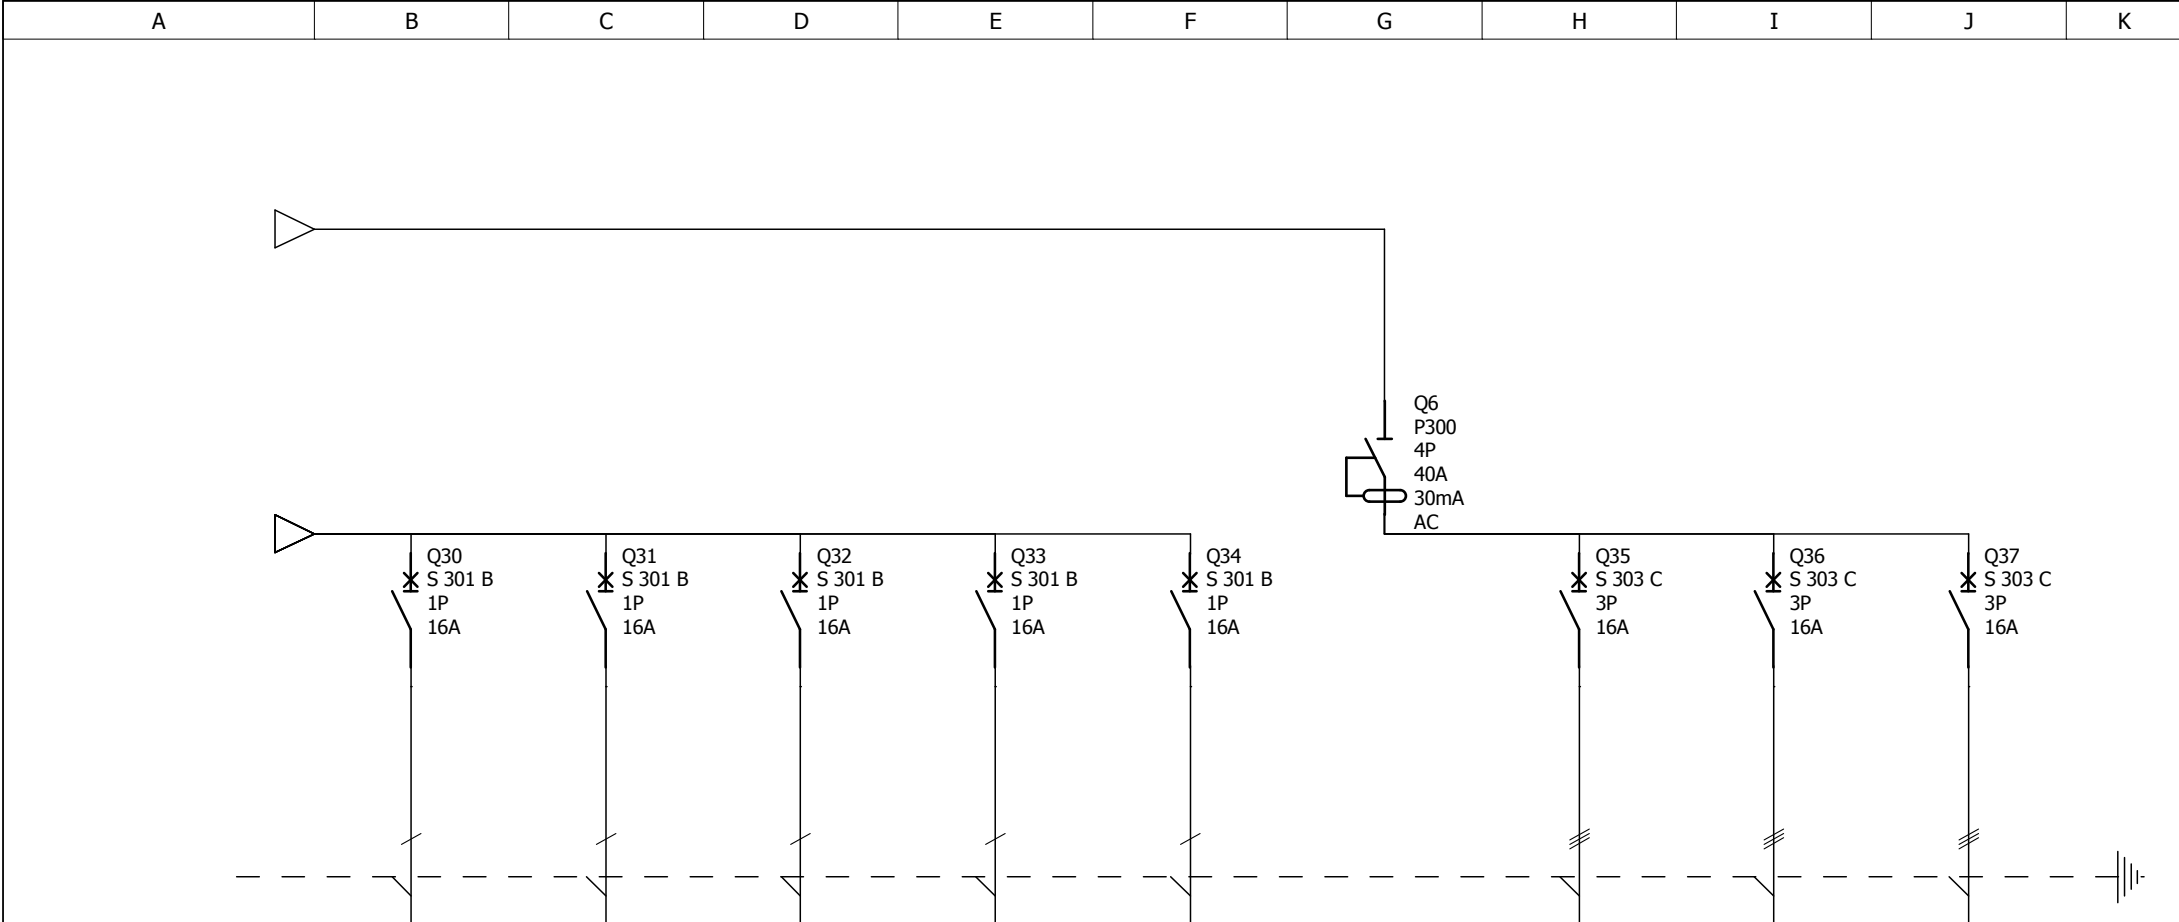 A B C D E F G H I J K
Q6
P300
4P
40A
30mA
AC
Q30
S 301 B
1P
16A
Q31
S 301 B
1P
16A
Q32
S 301 B
1P
16A
Q33
S 301 B
1P
16A
Q34
S 301 B
1P
16A
Q35
S 303 C
3P
16A
Q36
S 303 C
3P
16A
Q37
S 303 C
3P
16A